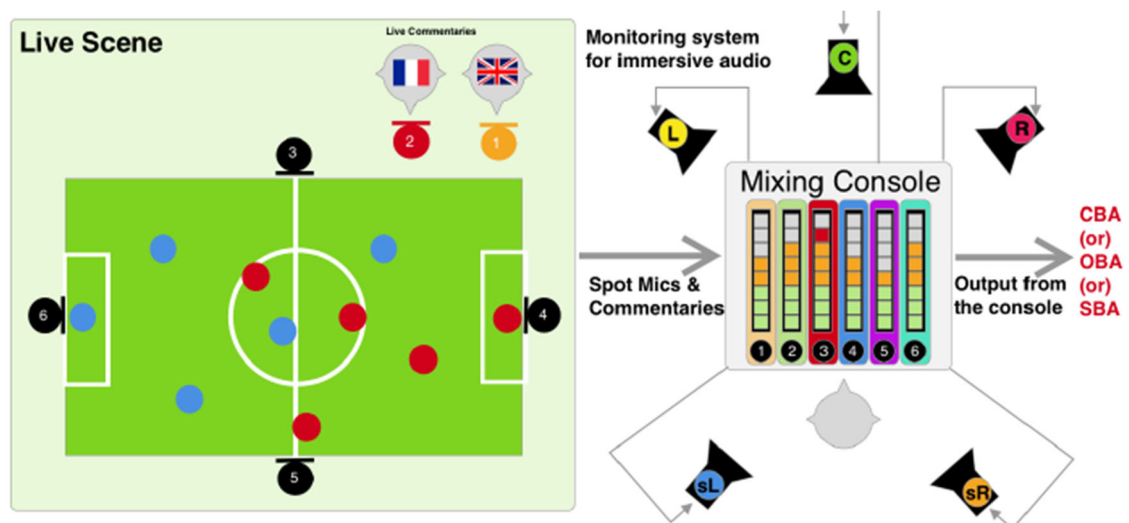 Live Scene
Live Commentaries
2
1
3
6
4
5
Monitoring system
for immersive audio
C
L
R
Mixing Console
1 2 3 4 5 6
Spot Mics &
Commentaries
Output from
the console
CBA
(or)
OBA
(or)
SBA
sL
sR